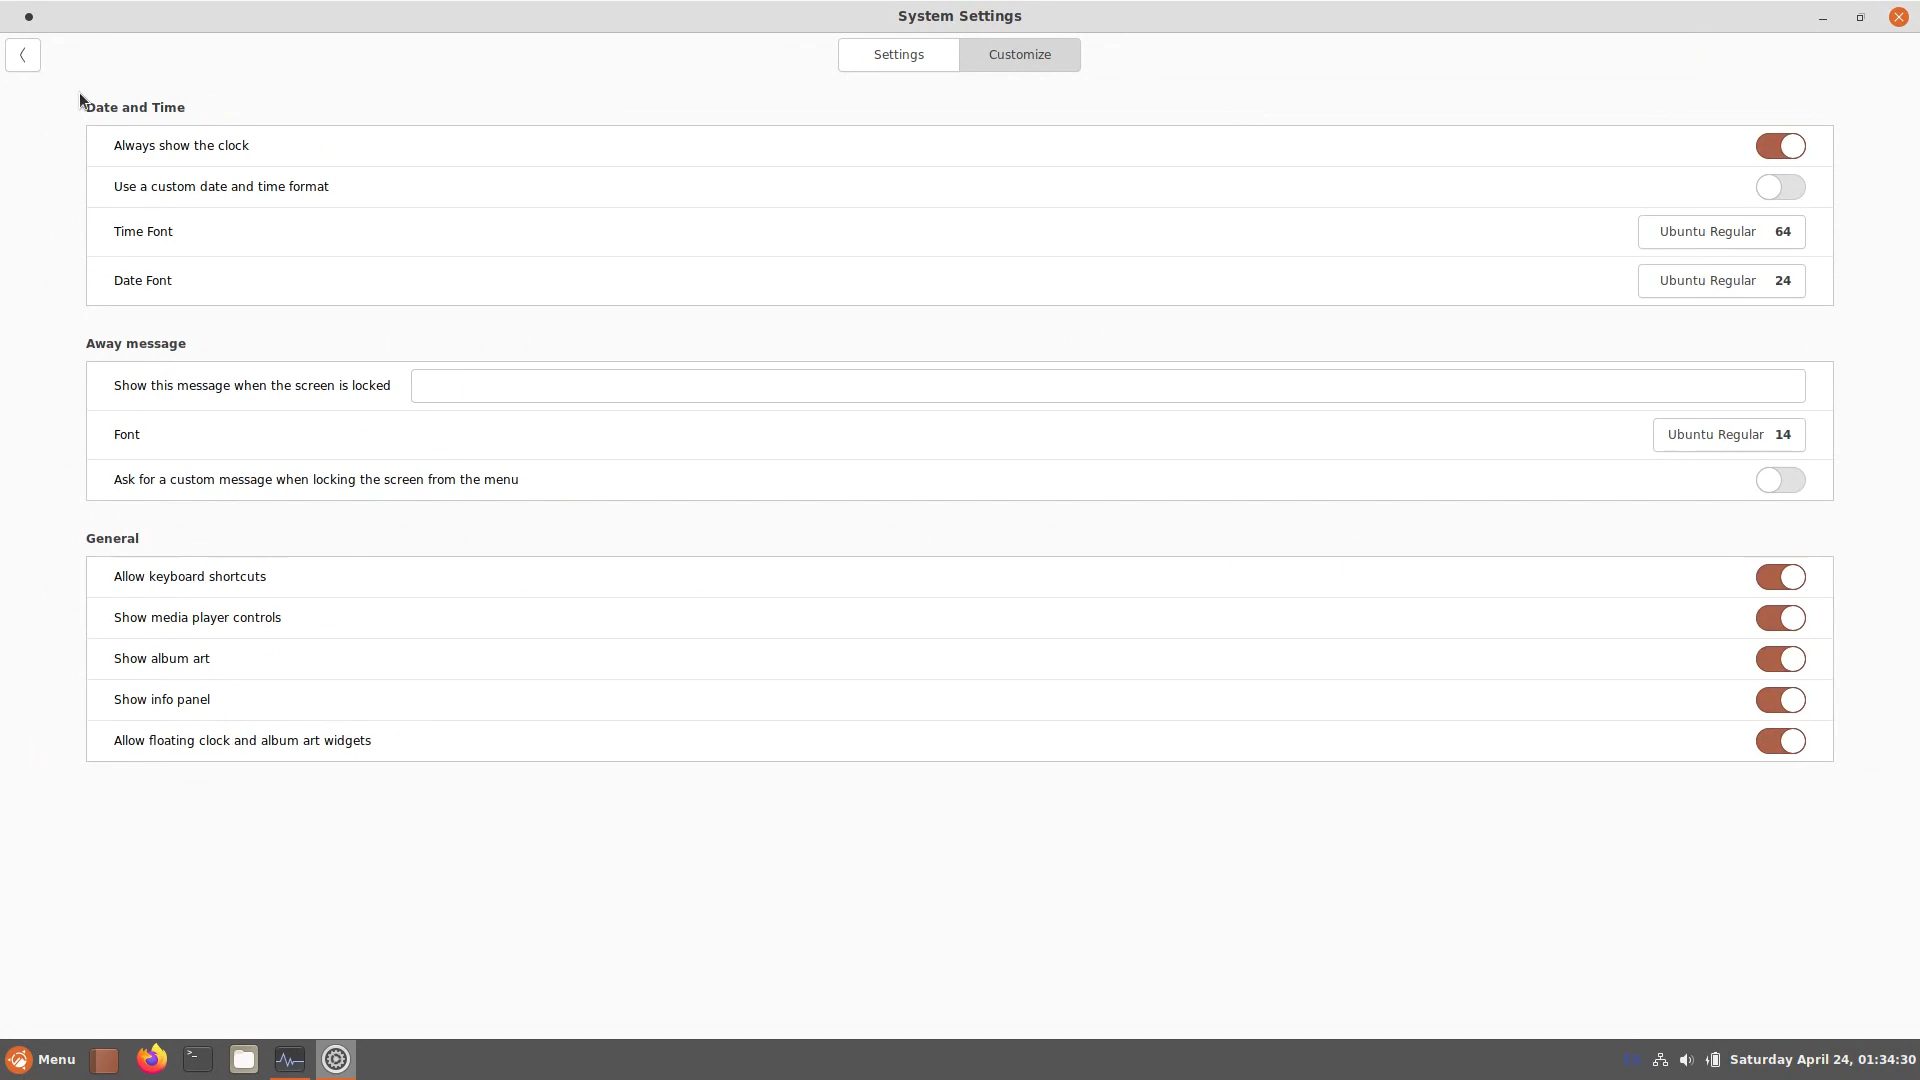 System Settings
Settings
Customize
Date and Time
Always show the clock
Use a custom date and time format
Time Font
Ubuntu Regular 64
Date Font
Ubuntu Regular 24
Away message
Show this message when the screen is locked
Font
Ubuntu Regular 14
Ask for a custom message when locking the screen from the menu
General
Allow keyboard shortcuts
Show media player controls
Show album art
Show info panel
Allow floating clock and album art widgets
Menu
Saturday April 24, 01:34:30